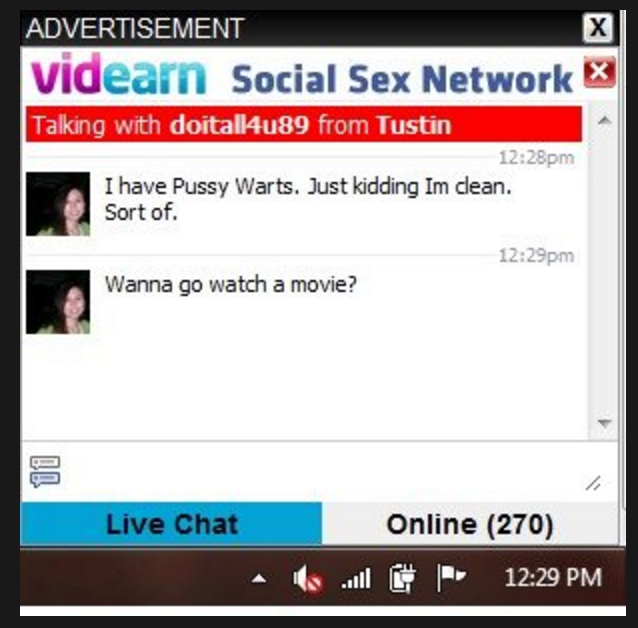 ADVERTISEMENT X
videarn Social Sex Network
Talking with doitall4u89 from Tustin
12:28pm
I have Pussy Warts. Just kidding Im clean.
Sort of.
12:29pm
Wanna go watch a movie?
Live Chat Online (270)
12:29 PM